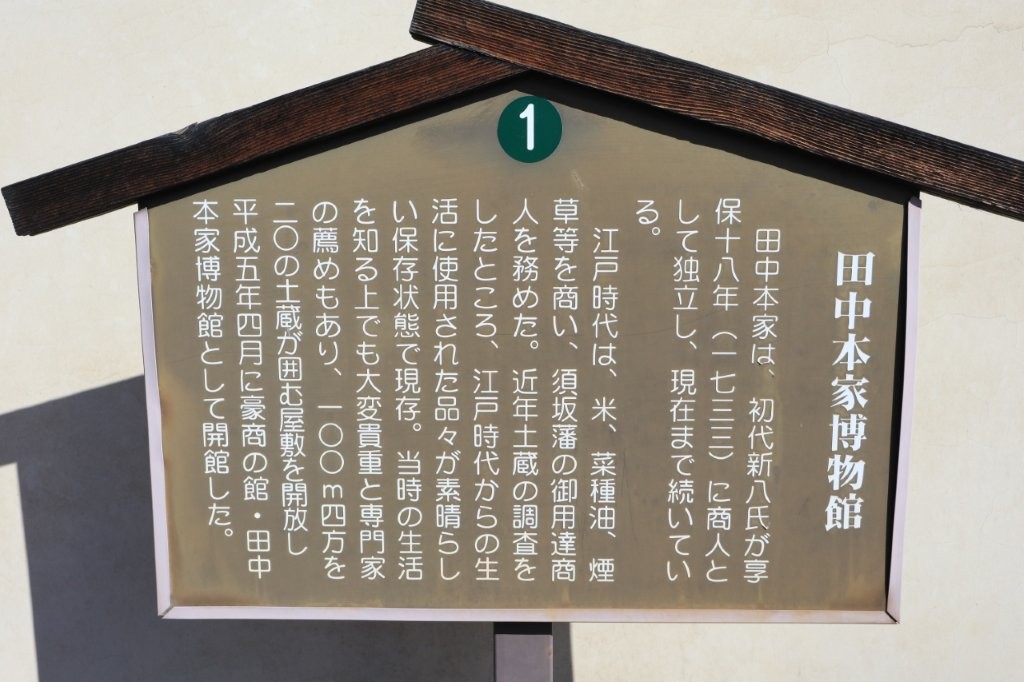 1
田中本家博物館
田中本家は、初代新八氏が享
保十八年（一七三三）に商人と
して独立し、現在まで続いてい
る。
江戸時代は、米、菜種油、煙
草等を商い、須坂藩の御用達商
人を務めた。近年土蔵の調査を
したところ、江戸時代からの生
活に使用された品々が素晴らし
い保存状態で現存。当時の生活
を知る上でも大変貴重と専門家
の薦めもあり、一〇〇m四方を
二〇の土蔵が囲む屋敷を開放し
平成五年四月に豪商の館・田中
本家博物館として開館した。